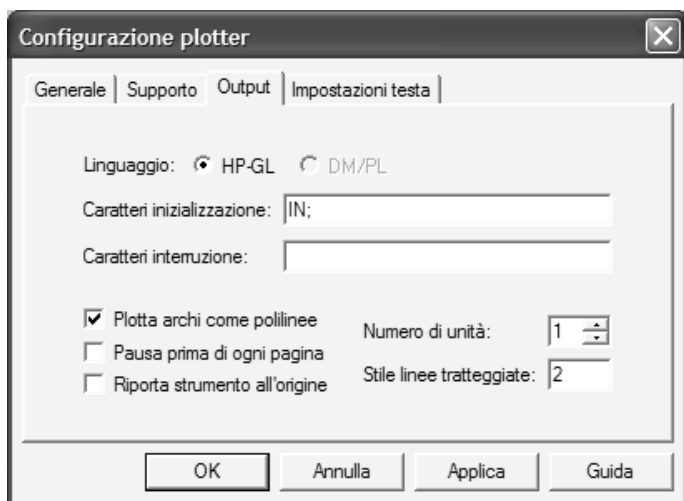 Configurazione plotter
Generale Supporto Output Impostazioni testa
Linguaggio: HP-GL DM/PL
Caratteri inizializzazione: IN;
Caratteri interruzione:
Plotta archi come polilinee
Pausa prima di ogni pagina
Riporta strumento all'origine
Numero di unità: 1
Stile linee tratteggiate: 2
OK Annulla Applica Guida